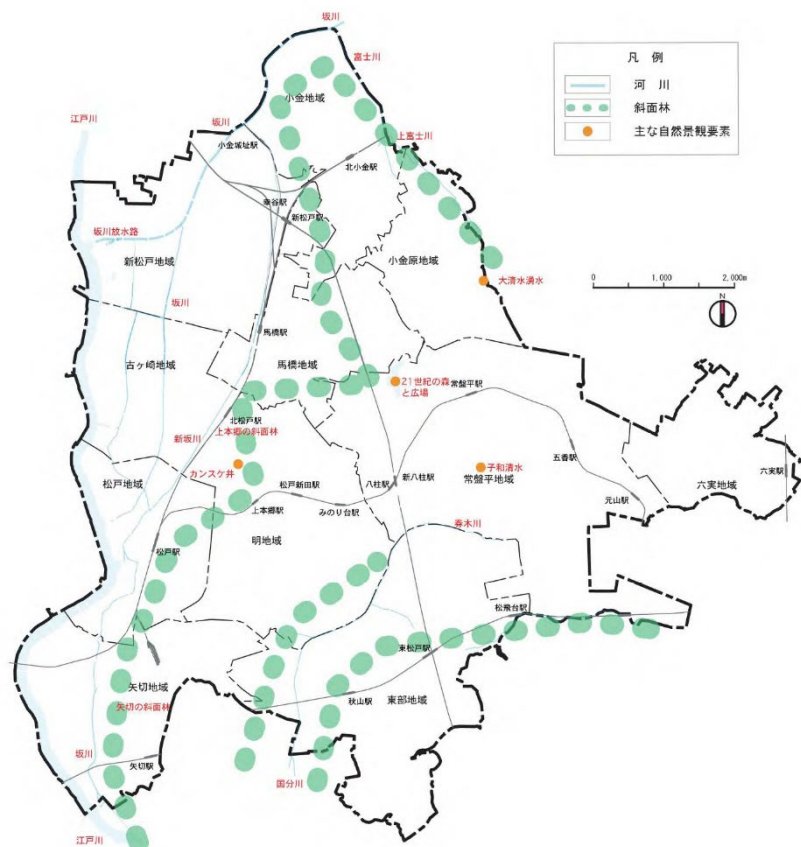 坂川
富士川
凡 例
河 川
斜面林
主な自然景観要素
小金地域
江戸川
坂川
上富士川
小金城趾駅
北小金駅
幸谷駅
新松戸駅
坂川放水路
新松戸地域
小金原地域
大清水湧水
0
1,000
2,000m
N
坂川
馬橋駅
古ヶ崎地域
馬橋地域
21世紀の森
と広場
常盤平駅
北松戸駅
上本郷の斜面林
新坂川
カンスケ井
子和清水
五香駅
六実駅
松戸地域
松戸新田駅
八柱駅
新八柱駅
常盤平地域
六実地域
元山駅
上本郷駅
みのり台駅
松戸駅
明地域
春木川
松飛台駅
東松戸駅
矢切地域
秋山駅
東部地域
矢切の斜面林
坂川
矢切駅
国分川
江戸川